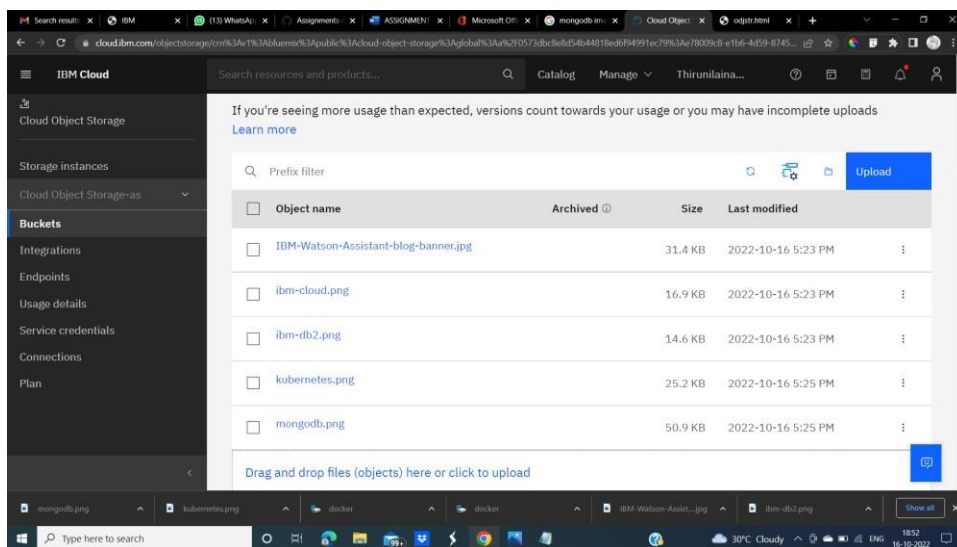 Search results
IBM
(13) WhatsAp
Assignments
ASSIGNMENT
Microsoft Offi
mongodb im
Cloud Object
odjstr.html
cloud.ibm.com/objectstorage/
IBM Cloud
Search resources and products...
Catalog
Manage
Thirunilaina...
Cloud Object Storage
Storage instances
Cloud Object Storage-as
Buckets
Integrations
Endpoints
Usage details
Service credentials
Connections
Plan
If you're seeing more usage than expected, versions count towards your usage or you may have incomplete uploads
Learn more
Prefix filter
Upload
Object name Archived Size Last modified
IBM-Watson-Assistant-blog-banner.jpg 31.4 KB 2022-10-16 5:23 PM
ibm-cloud.png 16.9 KB 2022-10-16 5:23 PM
ibm-db2.png 14.6 KB 2022-10-16 5:23 PM
kubernetes.png 25.2 KB 2022-10-16 5:25 PM
mongodb.png 50.9 KB 2022-10-16 5:25 PM
Drag and drop files (objects) here or click to upload
mongodb.png
kubernetes.png
docker
docker
IBM-Watson-Assist...jpg
ibm-db2.png
Show all
Type here to search
99+
30°C Cloudy
ENG
18:52
16-10-2022